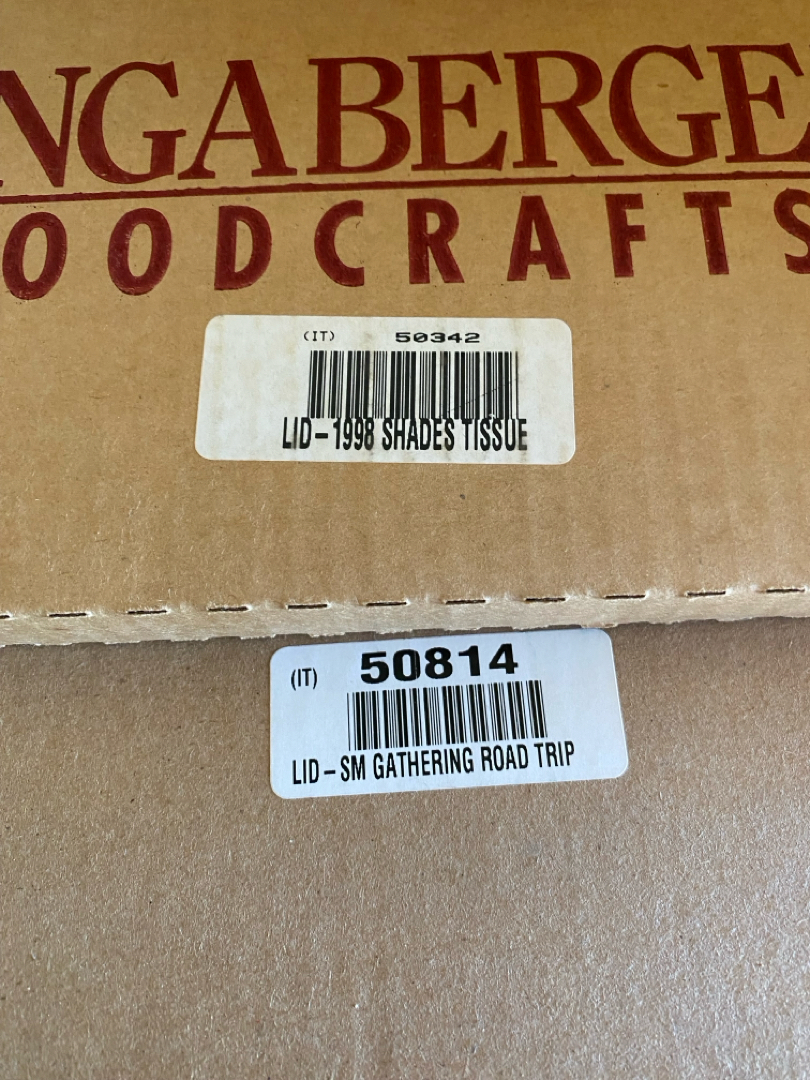 NGABERGE
OODCRAFTS
(IT) 50342
LID-1998 SHADES TISSUE
(IT) 50814
LID-SM GATHERING ROAD TRIP